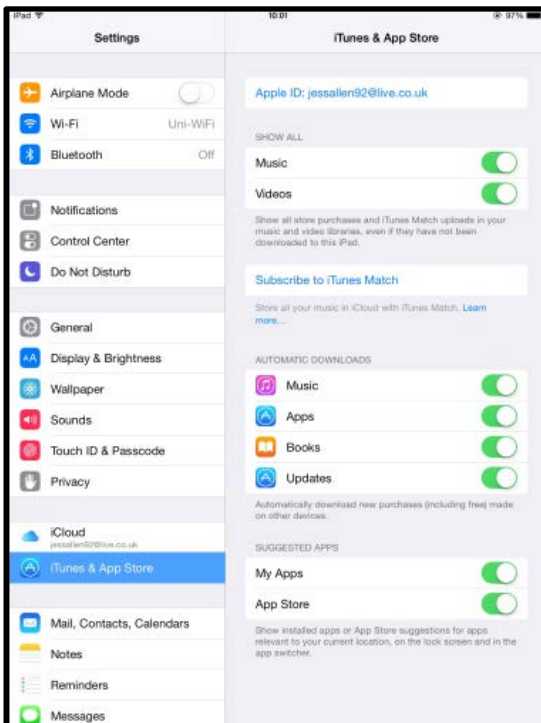 iPad
10:01
97%
Settings
iTunes & App Store
Airplane Mode
Wi-Fi
Uni-WiFi
Bluetooth
Off
Notifications
Control Center
Do Not Disturb
General
Display & Brightness
Wallpaper
Sounds
Touch ID & Passcode
Privacy
iCloud
jessallen92@live.co.uk
iTunes & App Store
Mail, Contacts, Calendars
Notes
Reminders
Messages
Apple ID: jessallen92@live.co.uk
SHOW ALL
Music
Videos
Show all store purchases and iTunes Match uploads in your
music and video libraries, even if they have not been
downloaded to this iPad.
Subscribe to iTunes Match
Store all your music in iCloud with iTunes Match. Learn
more...
AUTOMATIC DOWNLOADS
Music
Apps
Books
Updates
Automatically download new purchases (including free) made
on other devices.
SUGGESTED APPS
My Apps
App Store
Show installed apps or App Store suggestions for apps
relevant to your current location, on the lock screen and in the
app switcher.